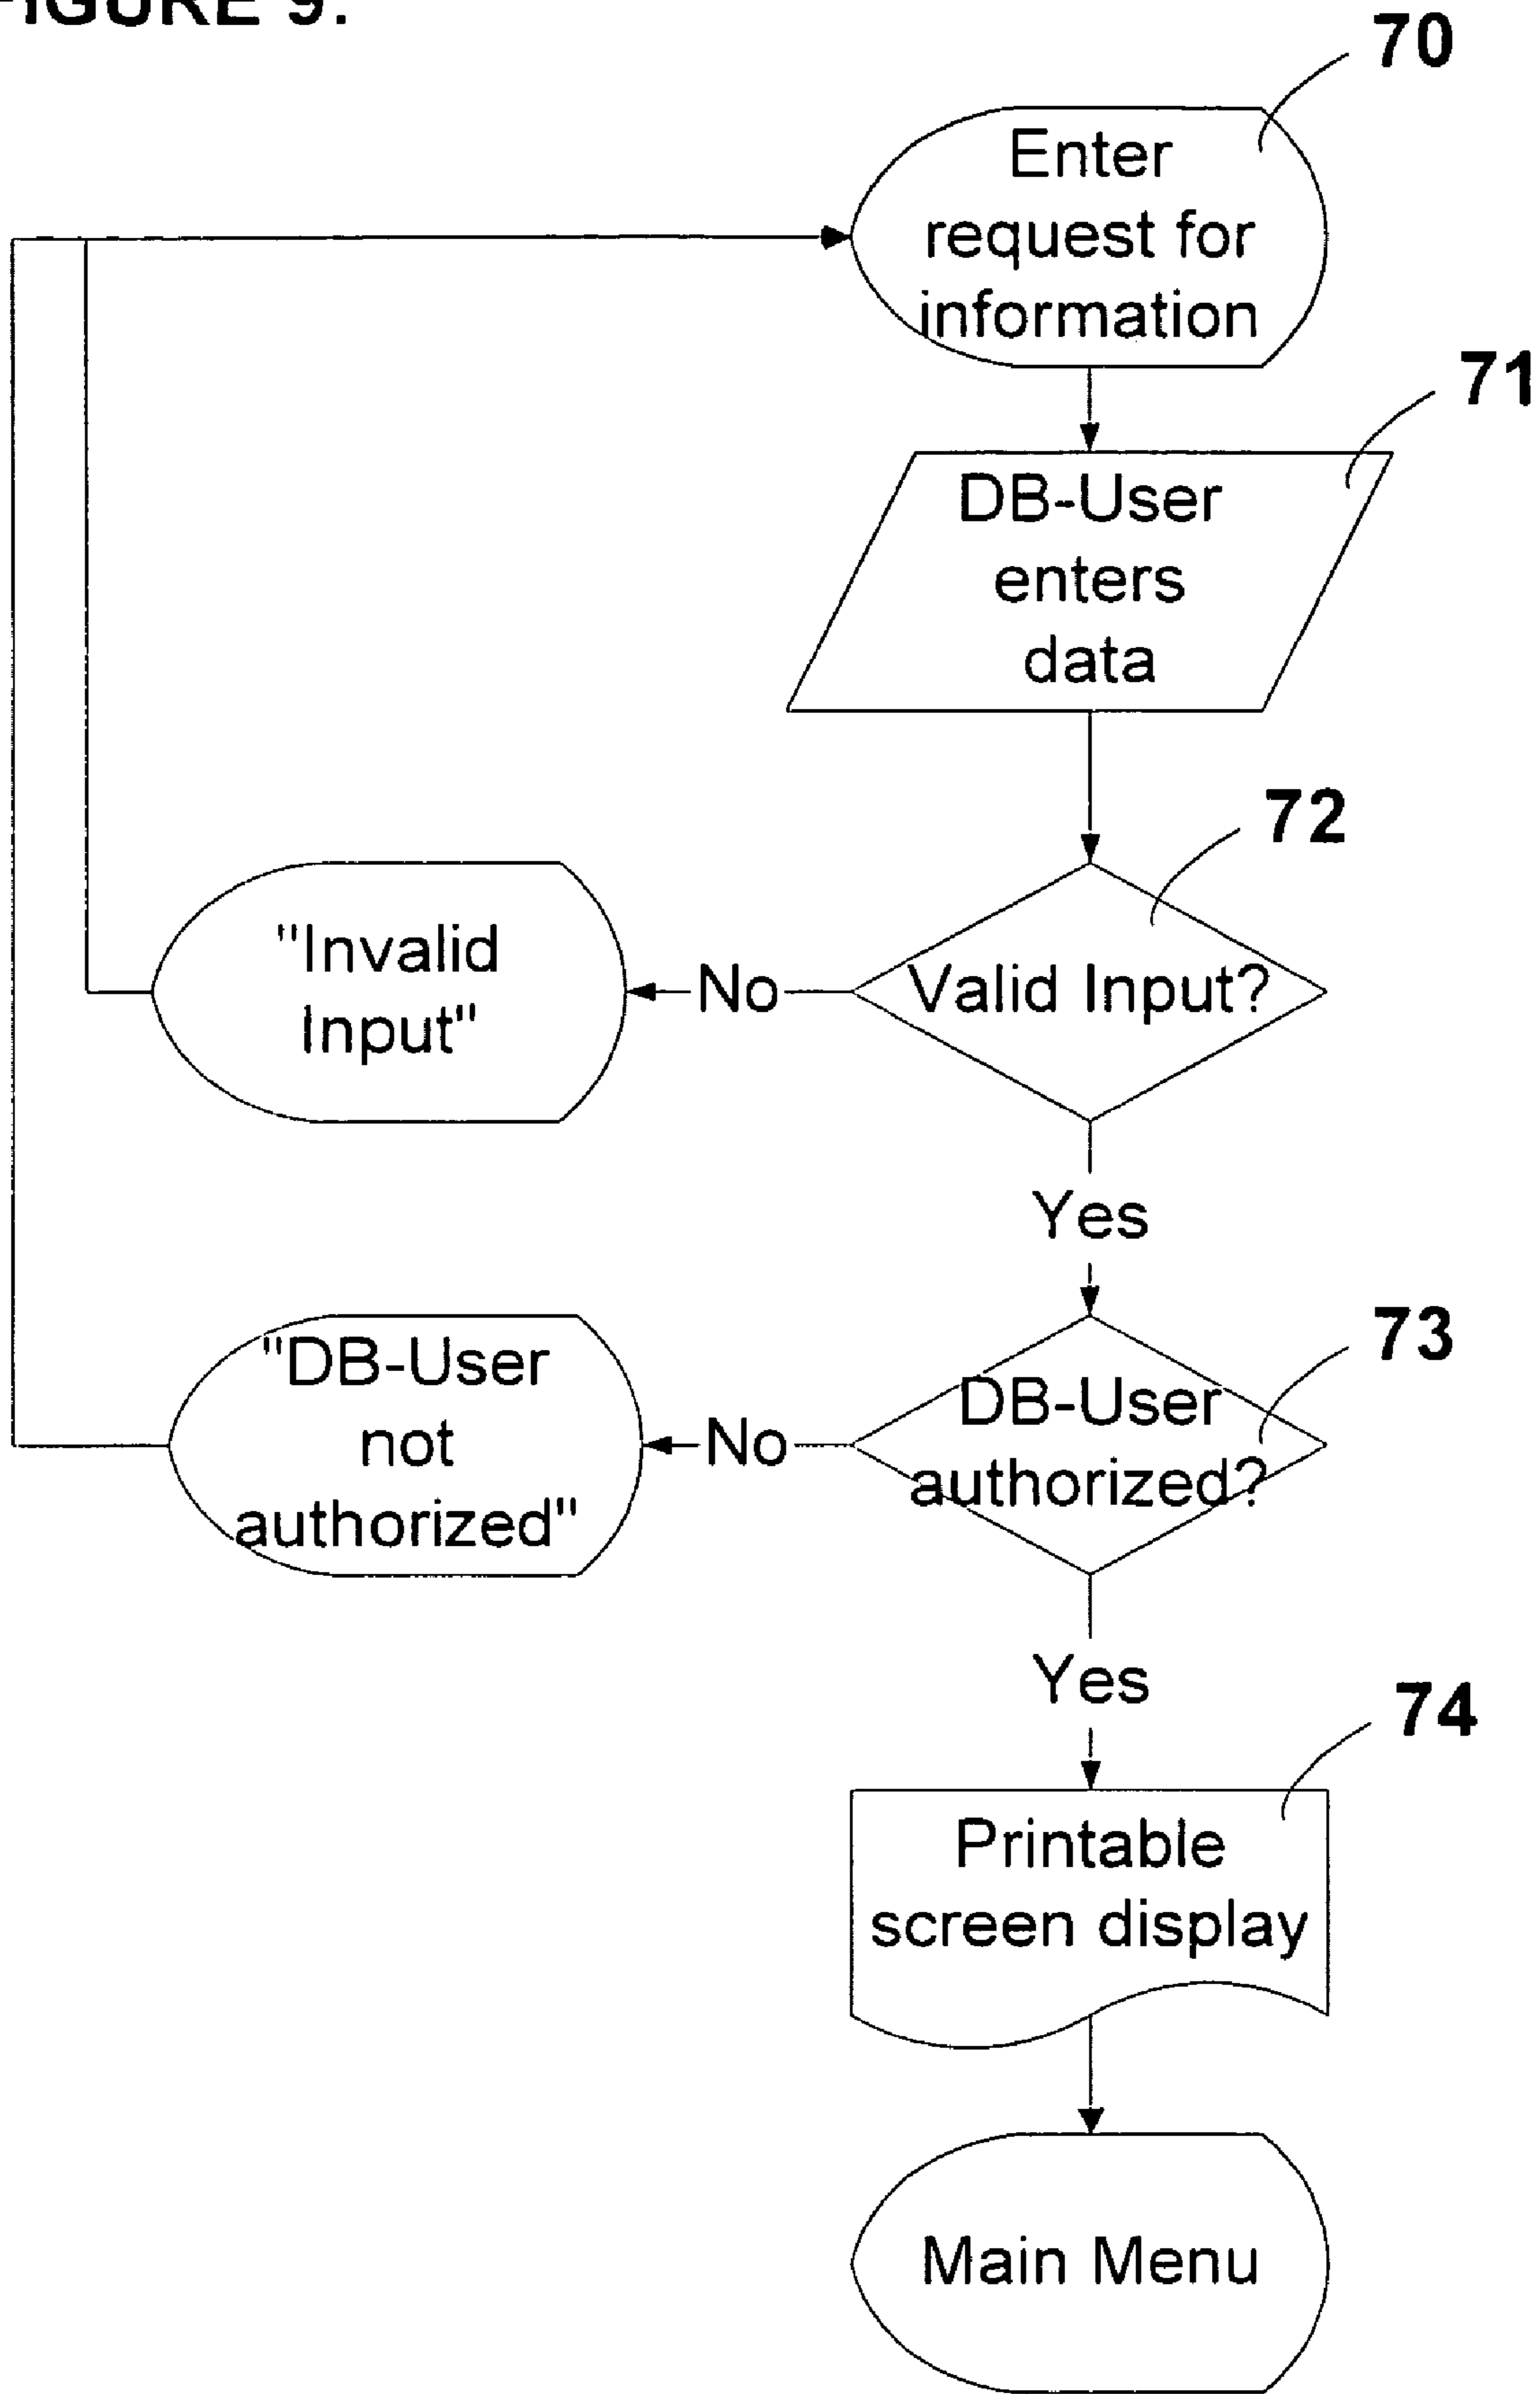 FIGURE 9.
70
Enter
request for
information
71
DB-User
enters
data
72
Valid Input?
No
"Invalid
Input"
Yes
73
DB-User
authorized?
No
"DB-User
not
authorized"
Yes
74
Printable
screen display
Main Menu